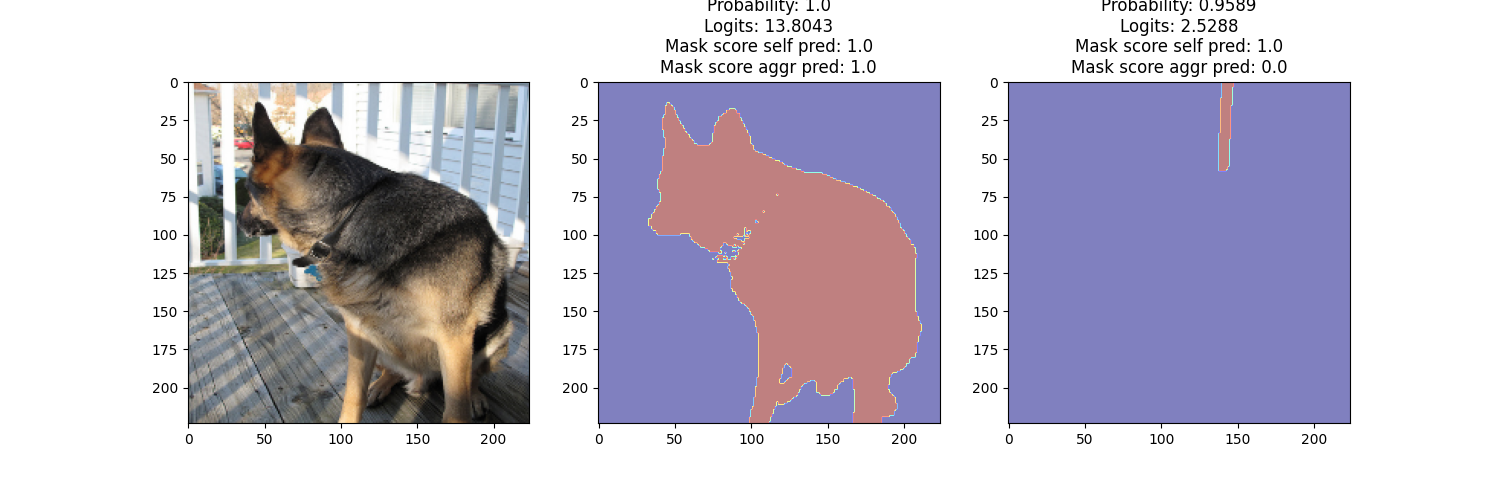 Probability: 1.0
Logits: 13.8043
Mask score self pred: 1.0
Mask score aggr pred: 1.0
Probability: 0.9589
Logits: 2.5288
Mask score self pred: 1.0
Mask score aggr pred: 0.0
0
25
50
75
100
125
150
175
200
0 50 100 150 200
0
25
50
75
100
125
150
175
200
0 50 100 150 200
0
25
50
75
100
125
150
175
200
0 50 100 150 200